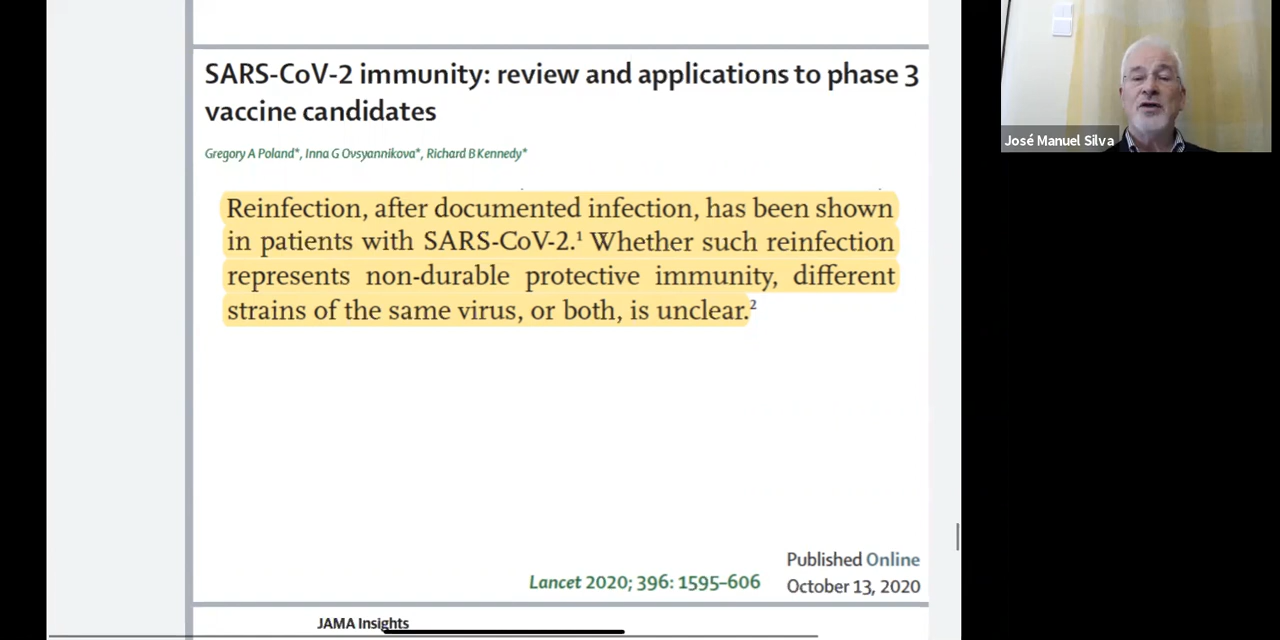 SARS-CoV-2 immunity: review and applications to phase 3
vaccine candidates
Gregory A Poland*, Inna G Ovsyannikova*, Richard B Kennedy*
Reinfection, after documented infection, has been shown
in patients with SARS-CoV-2.¹ Whether such reinfection
represents non-durable protective immunity, different
strains of the same virus, or both, is unclear.²
Published Online
Lancet 2020; 396: 1595–606
October 13, 2020
JAMA Insights
José Manuel Silva